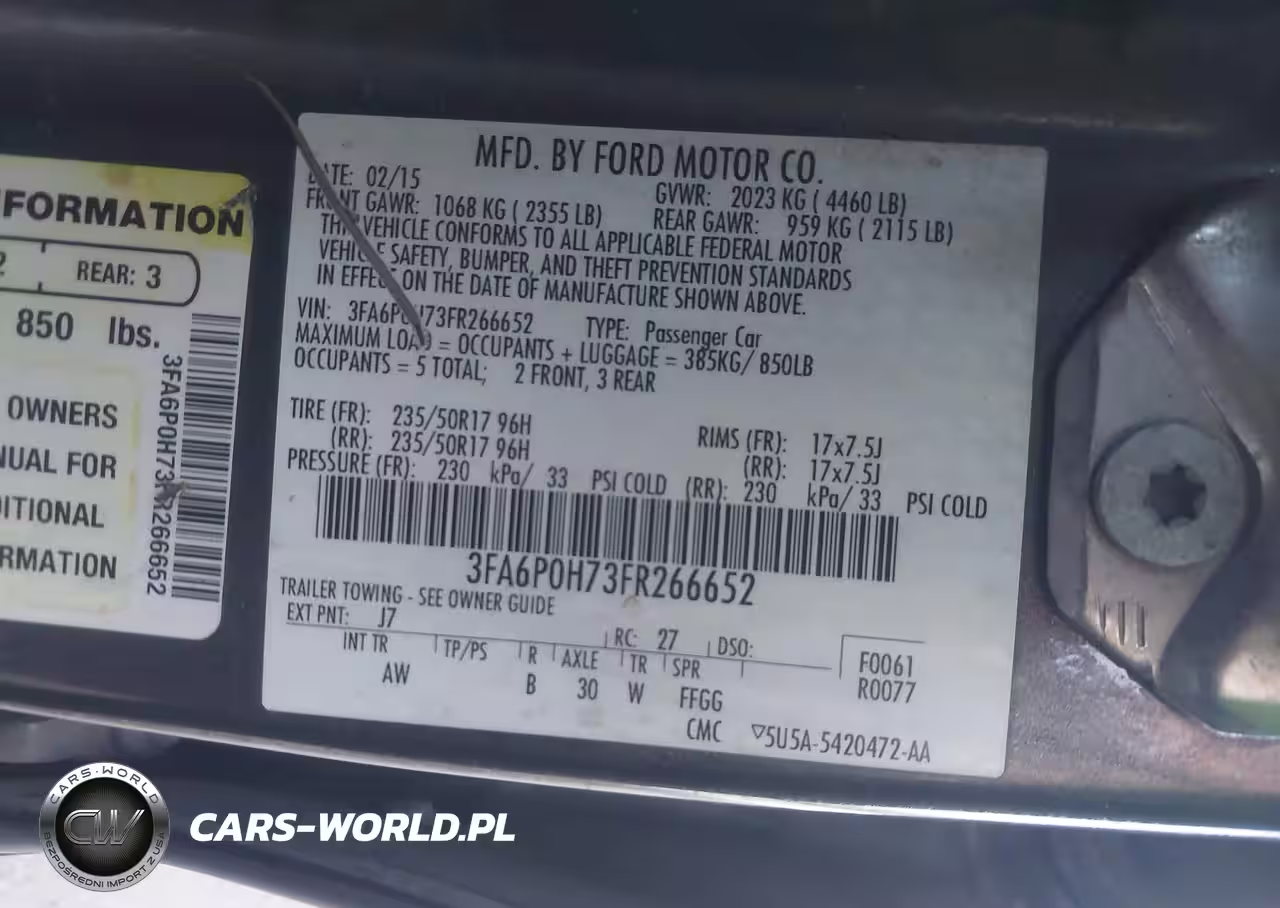 FORMATION
REAR: 3
850 lbs.
OWNERS
NUAL FOR
DITIONAL
RMATION
3FA6P0H73FR266652
MFD. BY FORD MOTOR CO.
DATE: 02/15 GVWR: 2023 KG ( 4460 LB)
FRONT GAWR: 1068 KG ( 2355 LB) REAR GAWR: 959 KG ( 2115 LB)
THIS VEHICLE CONFORMS TO ALL APPLICABLE FEDERAL MOTOR
VEHICLE SAFETY, BUMPER, AND THEFT PREVENTION STANDARDS
IN EFFECT ON THE DATE OF MANUFACTURE SHOWN ABOVE.
VIN: 3FA6P0H73FR266652 TYPE: Passenger Car
MAXIMUM LOAD = OCCUPANTS + LUGGAGE = 385KG/ 850LB
OCCUPANTS = 5 TOTAL; 2 FRONT, 3 REAR
TIRE (FR): 235/50R17 96H RIMS (FR): 17x7.5J
(RR): 235/50R17 96H (RR): 17x7.5J
PRESSURE (FR): 230 kPa/ 33 PSI COLD (RR): 230 kPa/ 33 PSI COLD
3FA6P0H73FR266652
TRAILER TOWING - SEE OWNER GUIDE
EXT PNT: J7 RC: 27 DSO:
INT TR TP/PS R AXLE TR SPR F0061
AW B 30 W FFGG R0077
CMC ▽5U5A-5420472-AA
CARS-WORLD
CW
BEZPOŚREDNI IMPORT Z USA
CARS-WORLD.PL